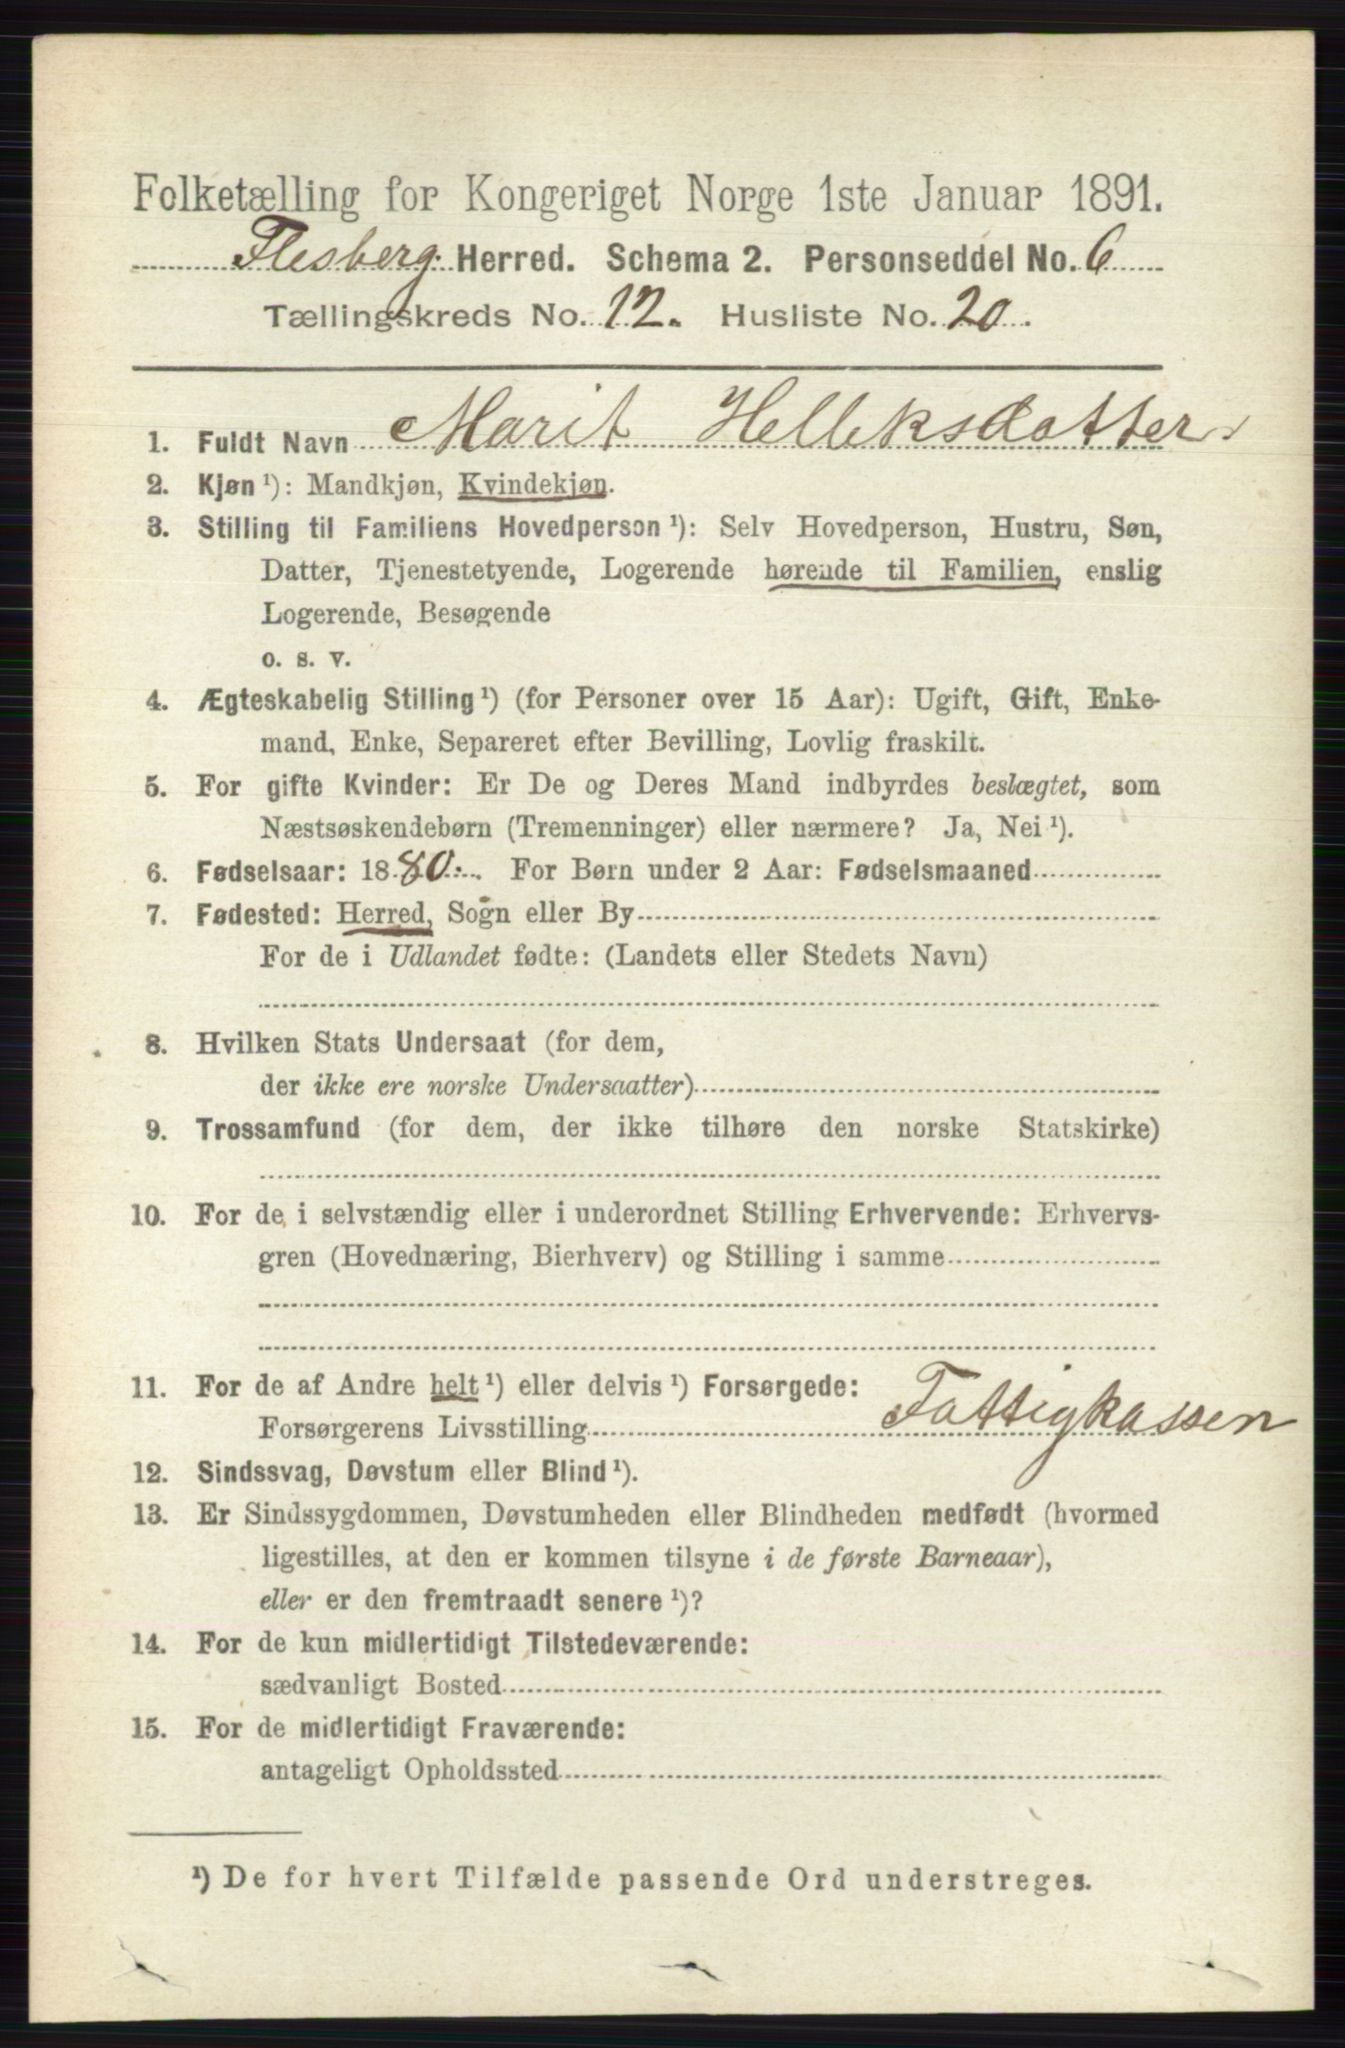 Folketælling for Kongeriget Norge 1ste Januar 1891.
Flesberg. Herred. Schema 2. Personseddel No. 6
Tællingskreds No. 12. Husliste No. 20.
1. Fuldt Navn Marit Helleksdatter
2. Kjøn ¹): Mandkjøn, Kvindekjøn.
3. Stilling til Familiens Hovedperson ¹): Selv Hovedperson, Hustru, Søn,
Datter, Tjenestetyende, Logerende hørende til Familien, enslig
Logerende, Besøgende
o. s. v.
4. Ægteskabelig Stilling ¹) (for Personer over 15 Aar): Ugift, Gift, Enke-
mand, Enke, Separeret efter Bevilling, Lovlig fraskilt.
5. For gifte Kvinder: Er De og Deres Mand indbyrdes beslægtet, som
Næstsøskendebørn (Tremenninger) eller nærmere? Ja, Nei ¹).
6. Fødselsaar: 1880. For Børn under 2 Aar: Fødselsmaaned
7. Fødested: Herred, Sogn eller By
For de i Udlandet fødte: (Landets eller Stedets Navn)
8. Hvilken Stats Undersaat (for dem,
der ikke ere norske Undersaatter)
9. Trossamfund (for dem, der ikke tilhøre den norske Statskirke)
10. For de i selvstændig eller i underordnet Stilling Erhvervende: Erhvervs-
gren (Hovednæring, Bierhverv) og Stilling i samme
11. For de af Andre helt ¹) eller delvis ¹) Forsørgede:
Forsørgerens Livsstilling Fattigkassen
12. Sindssvag, Døvstum eller Blind ¹).
13. Er Sindssygdommen, Døvstumheden eller Blindheden medfødt (hvormed
ligestilles, at den er kommen tilsyne i de første Barneaar),
eller er den fremtraadt senere ¹)?
14. For de kun midlertidigt Tilstedeværende:
sædvanligt Bosted
15. For de midlertidigt Fraværende:
antageligt Opholdssted
¹) De for hvert Tilfælde passende Ord understreges.